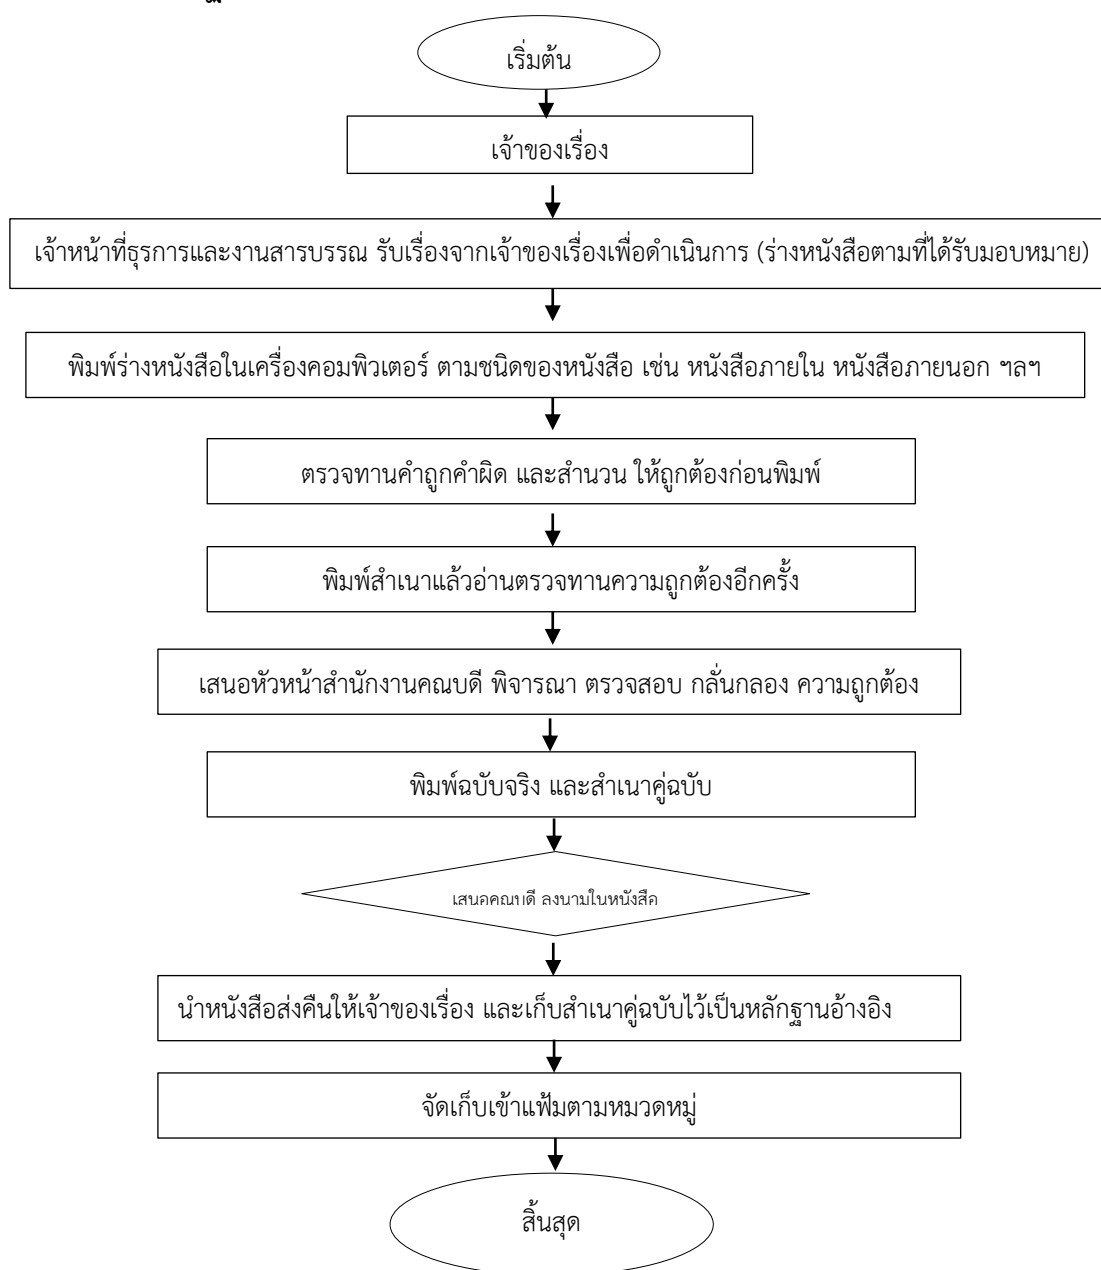 เริ่มต้น
เจ้าของเรื่อง
เจ้าหน้าที่ธุรการและงานสารบรรณ รับเรื่องจากเจ้าของเรื่องเพื่อดำเนินการ (ร่างหนังสือตามที่ได้รับมอบหมาย)
พิมพ์ร่างหนังสือในเครื่องคอมพิวเตอร์ ตามชนิดของหนังสือ เช่น หนังสือภายใน หนังสือภายนอก ฯลฯ
ตรวจทานคำถูกคำผิด และสำนวน ให้ถูกต้องก่อนพิมพ์
พิมพ์สำเนาแล้วอ่านตรวจทานความถูกต้องอีกครั้ง
เสนอหัวหน้าสำนักงานคณบดี พิจารณา ตรวจสอบ กลั่นกลอง ความถูกต้อง
พิมพ์ฉบับจริง และสำเนาคู่ฉบับ
เสนอคณบดี ลงนามในหนังสือ
นำหนังสือส่งคืนให้เจ้าของเรื่อง และเก็บสำเนาคู่ฉบับไว้เป็นหลักฐานอ้างอิง
จัดเก็บเข้าแฟ้มตามหมวดหมู่
สิ้นสุด